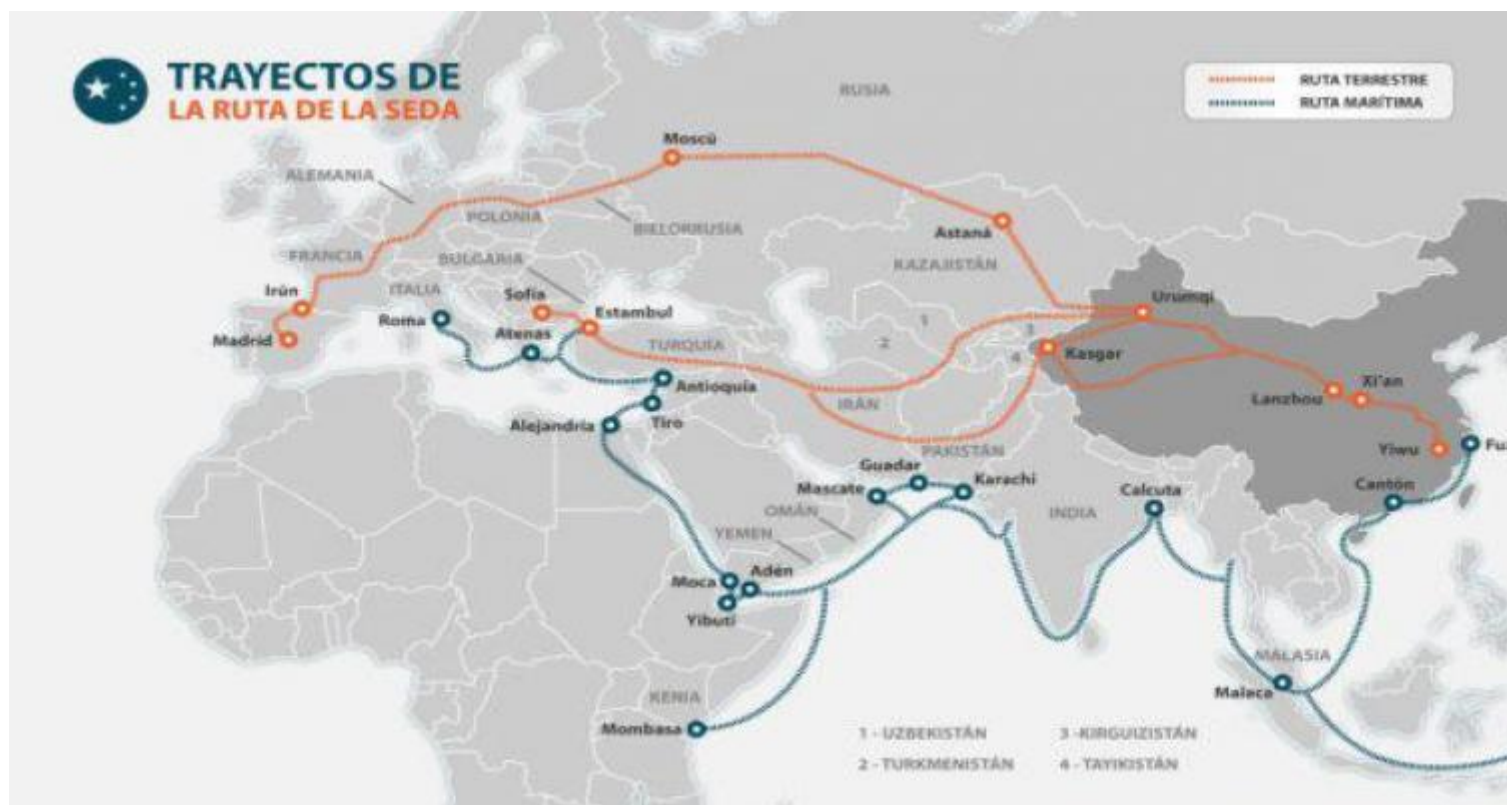 TRAYECTOS DE
LA RUTA DE LA SEDA
RUTA TERRESTRE
RUTA MARÍTIMA
RUSIA
Moscú
ALEMANIA
POLONIA
BIELORRUSIA
Astaná
FRANCIA
BULGARIA
KAZAJISTÁN
Irún
ITALIA
Sofía
Estambul
Urumqi
Roma
Atenas
1
3
Madrid
TURQUÍA
2
4
Kasgar
Antioquía
Xi'an
IRÁN
Lanzhou
Alejandría
Tiro
PAKISTÁN
Yiwu
Fu
Guadar
Mascate
Karachi
Calcuta
Cantón
OMÁN
INDIA
YEMEN
Moca
Adén
Yibuti
MALASIA
KENIA
Malaca
Mombasa
1 - UZBEKISTÁN
3 -KIRGUIZISTÁN
2 - TURKMENISTÁN
4 - TAYIKISTÁN